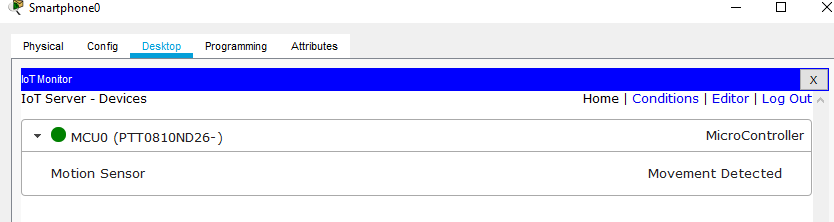 Smartphone0
Physical Config Desktop Programming Attributes
IoT Monitor X
IoT Server - Devices Home | Conditions | Editor | Log Out
MCU0 (PTT0810ND26-) MicroController
Motion Sensor Movement Detected